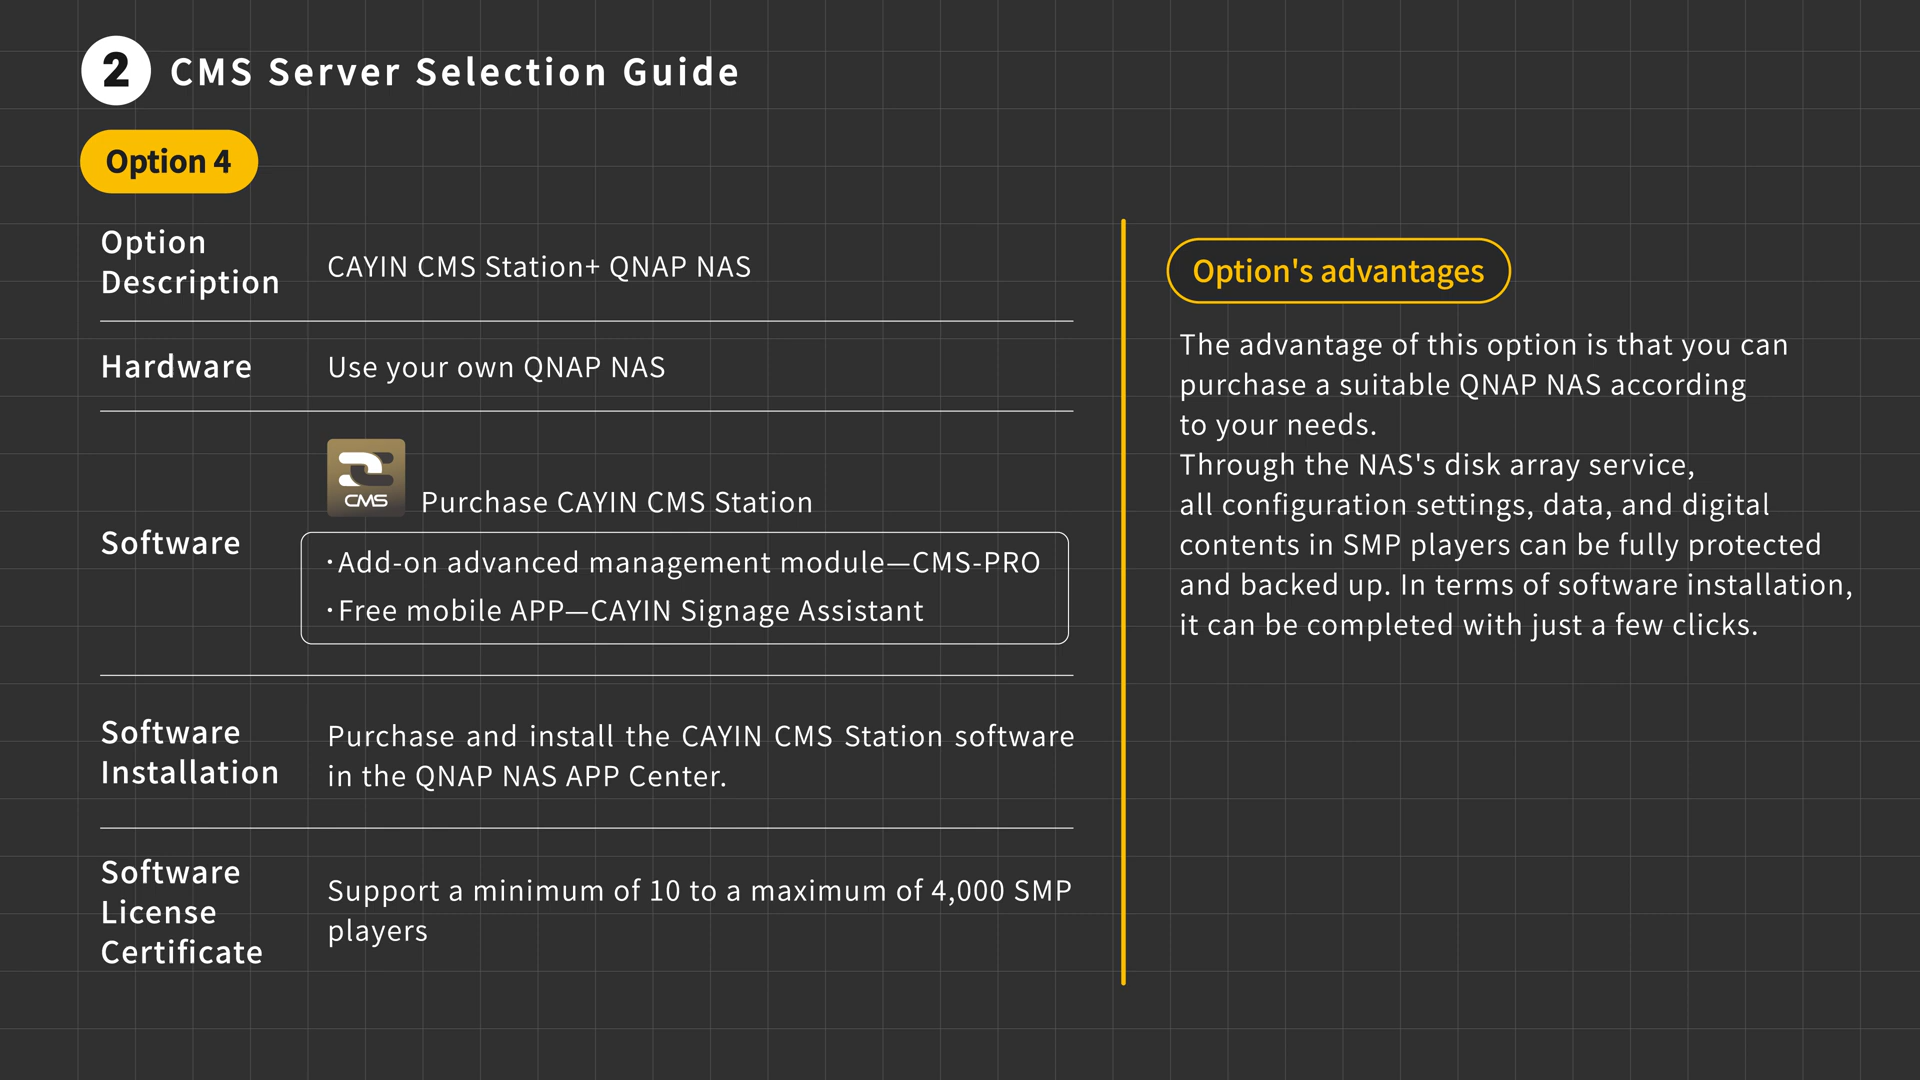 2 CMS Server Selection Guide
Option 4
Option
Description
CAYIN CMS Station+ QNAP NAS
Hardware
Use your own QNAP NAS
Software
CMS
Purchase CAYIN CMS Station
·Add-on advanced management module—CMS-PRO
·Free mobile APP—CAYIN Signage Assistant
Software
Installation
Purchase and install the CAYIN CMS Station software
in the QNAP NAS APP Center.
Software
License
Certificate
Support a minimum of 10 to a maximum of 4,000 SMP
players
Option's advantages
The advantage of this option is that you can
purchase a suitable QNAP NAS according
to your needs.
Through the NAS's disk array service,
all configuration settings, data, and digital
contents in SMP players can be fully protected
and backed up. In terms of software installation,
it can be completed with just a few clicks.